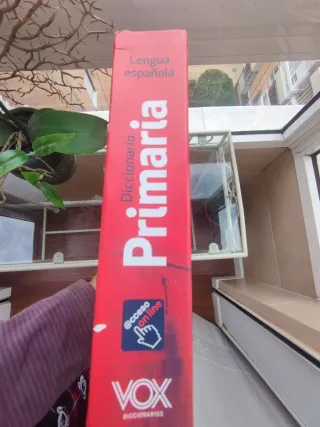 Lengua
española
Diccionario
Primaria
@cceso
online
VOX
DICCIONARIOS